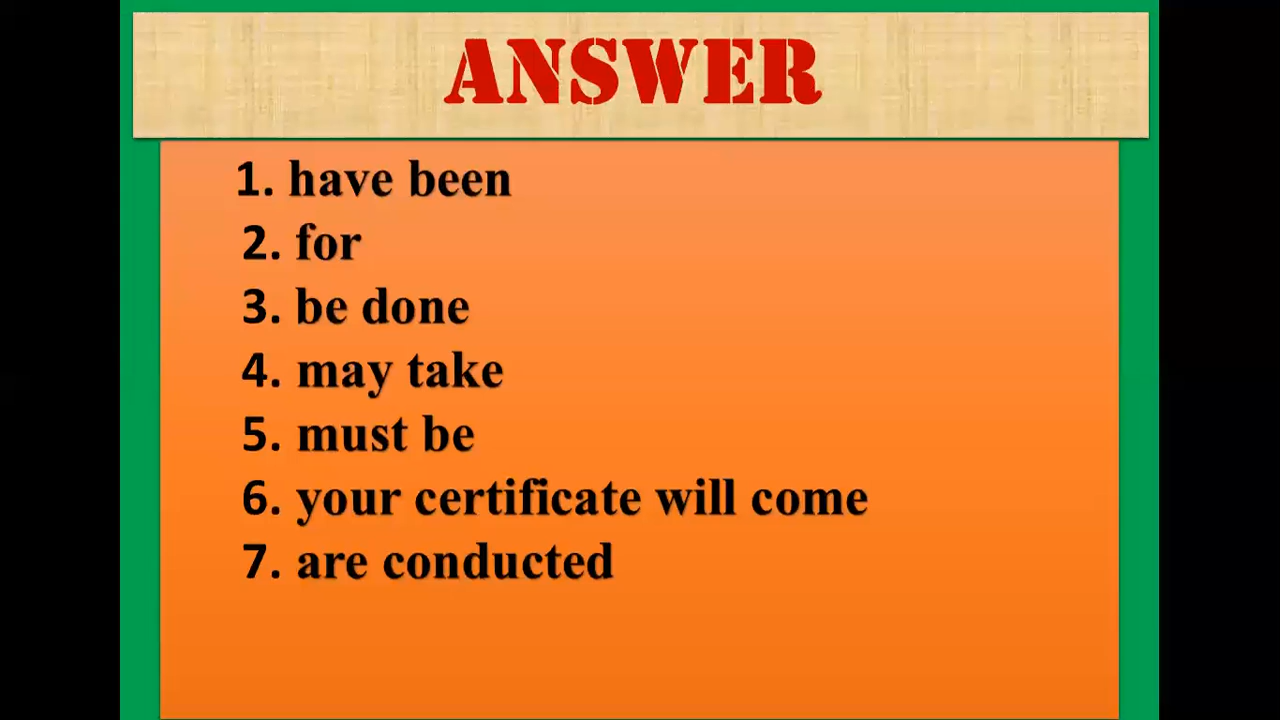 ANSWER
1. have been
2. for
3. be done
4. may take
5. must be
6. your certificate will come
7. are conducted